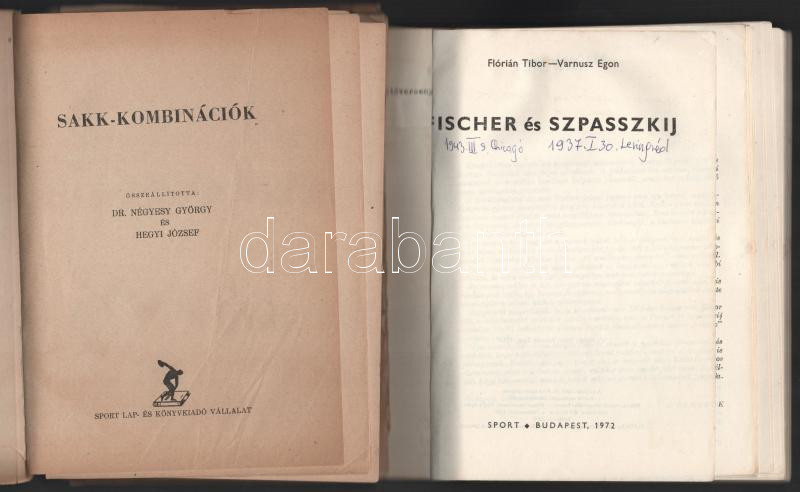 SAKK-KOMBINÁCIÓK
ÖSSZEÁLLÍTOTTA:
DR. NÉGYESY GYÖRGY
ÉS
HEGYI JÓZSEF
SPORT LAP- ÉS KÖNYVKIADÓ VÁLLALAT
Flórián Tibor—Varnusz Egon
FISCHER és SZPASSZKIJ
1943. III 9. Chicagó 1937. I 30. Leningrád
SPORT ◆ BUDAPEST, 1972
darabanth